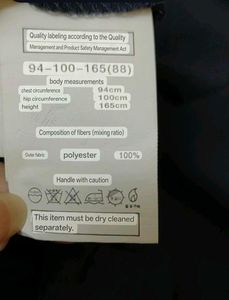 Quality labeling according to the Quality
Management and Product Safety Management Act
94-100-165(88)
body measurements
chest circumference 94cm
hip circumference 100cm
height 165cm
Composition of fibers (mixing ratio)
Outer fabric polyester 100%
Handle with caution
This item must be dry cleaned
separately.